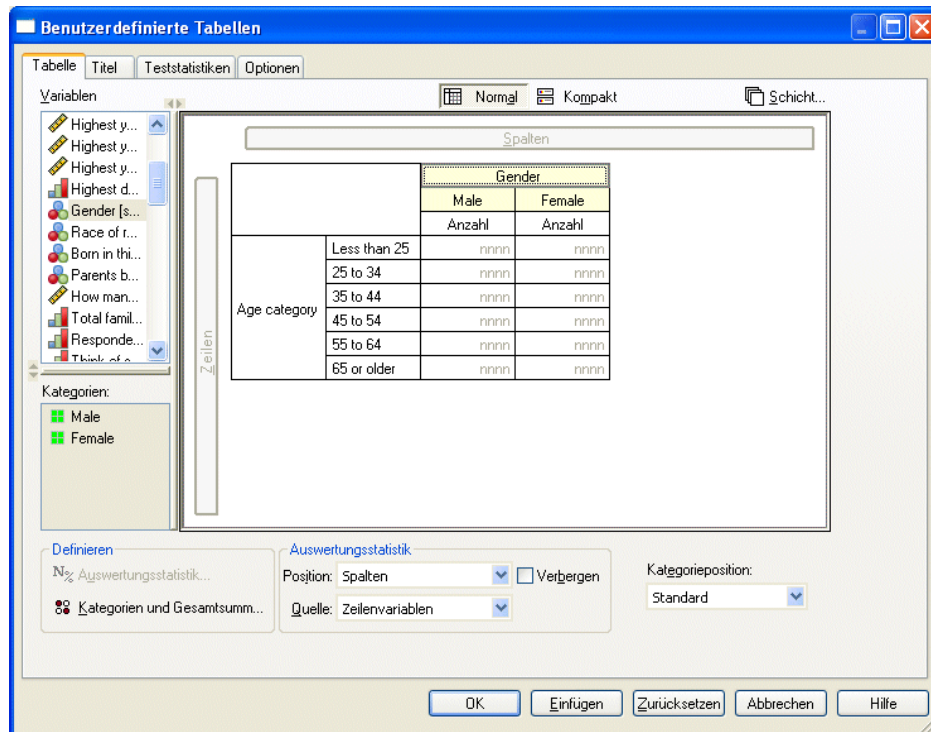 Benutzerdefinierte Tabellen
Tabelle Titel Teststatistiken Optionen
Variablen
Normal Kompakt Schicht...
Highest y...
Highest y...
Highest y...
Highest d...
Gender [s...
Race of r...
Born in thi...
Parents b...
How man...
Total famil...
Responde...
Think of a
Kategorien:
Male
Female
Spalten
Zeilen
Gender
Male Female
Anzahl Anzahl
Age category
Less than 25 nnnn nnnn
25 to 34 nnnn nnnn
35 to 44 nnnn nnnn
45 to 54 nnnn nnnn
55 to 64 nnnn nnnn
65 or older nnnn nnnn
Definieren
N% Auswertungsstatistik...
Kategorien und Gesamtsumm...
Auswertungsstatistik
Position: Spalten Verbergen
Quelle: Zeilenvariablen
Kategorieposition:
Standard
OK Einfügen Zurücksetzen Abbrechen Hilfe